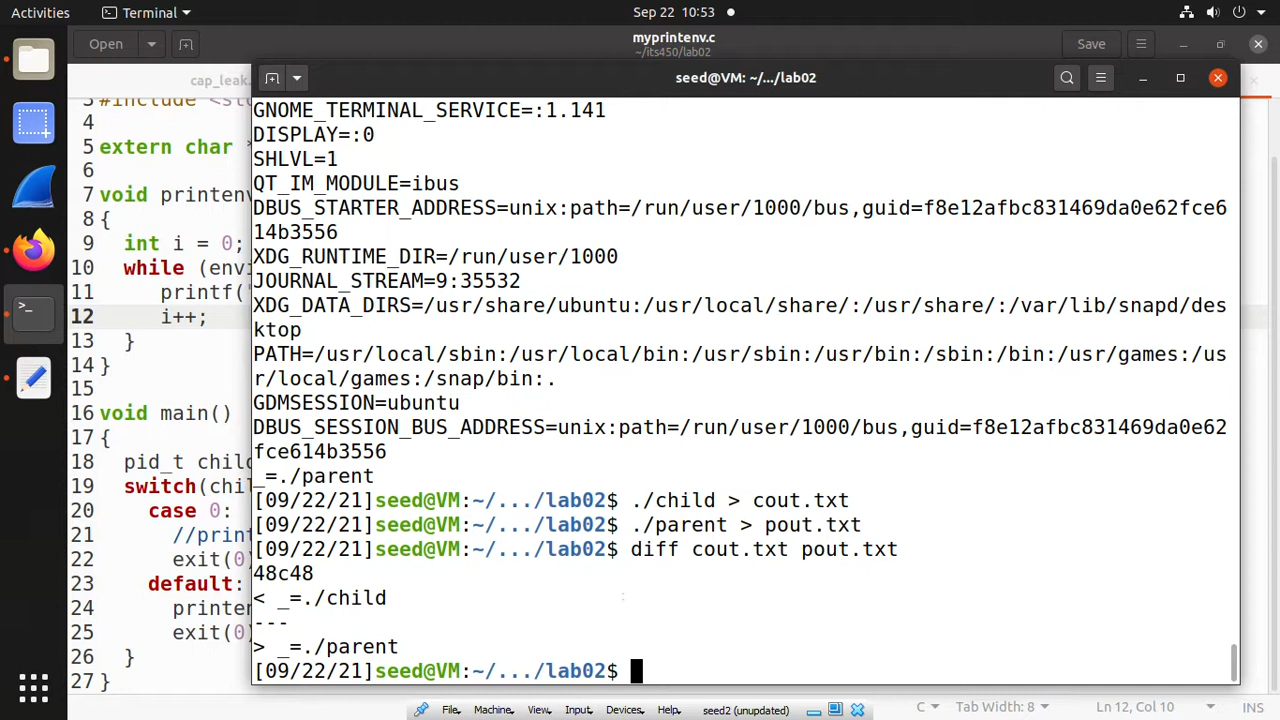 Activities
Terminal
Sep 22 10:53
Open
myprintenv.c
~/its450/lab02
Save
cap_leak.
seed@VM: ~/.../lab02
3 #include <st
4
5 extern char *
6
7 void printenv
8 {
9 int i = 0;
10 while (envi
11 printf("
12 i++;
13 }
14 }
15
16 void main()
17 {
18 pid_t child
19 switch(chil
20 case 0:
21 //print
22 exit(0)
23 default:
24 printen
25 exit(0)
26 }
27 }
GNOME_TERMINAL_SERVICE=:1.141
DISPLAY=:0
SHLVL=1
QT_IM_MODULE=ibus
DBUS_STARTER_ADDRESS=unix:path=/run/user/1000/bus,guid=f8e12afbc831469da0e62fce6
14b3556
XDG_RUNTIME_DIR=/run/user/1000
JOURNAL_STREAM=9:35532
XDG_DATA_DIRS=/usr/share/ubuntu:/usr/local/share/:/usr/share/:/var/lib/snapd/des
ktop
PATH=/usr/local/sbin:/usr/local/bin:/usr/sbin:/usr/bin:/sbin:/bin:/usr/games:/us
r/local/games:/snap/bin:.
GDMSESSION=ubuntu
DBUS_SESSION_BUS_ADDRESS=unix:path=/run/user/1000/bus,guid=f8e12afbc831469da0e62
fce614b3556
_=./parent
[09/22/21]seed@VM:~/.../lab02$ ./child > cout.txt
[09/22/21]seed@VM:~/.../lab02$ ./parent > pout.txt
[09/22/21]seed@VM:~/.../lab02$ diff cout.txt pout.txt
48c48
< _=./child
---
> _=./parent
[09/22/21]seed@VM:~/.../lab02$
File, Machine, View, Input, Devices, Help, seed2 (unupdated)
C Tab Width: 8 Ln 12, Col 10 INS